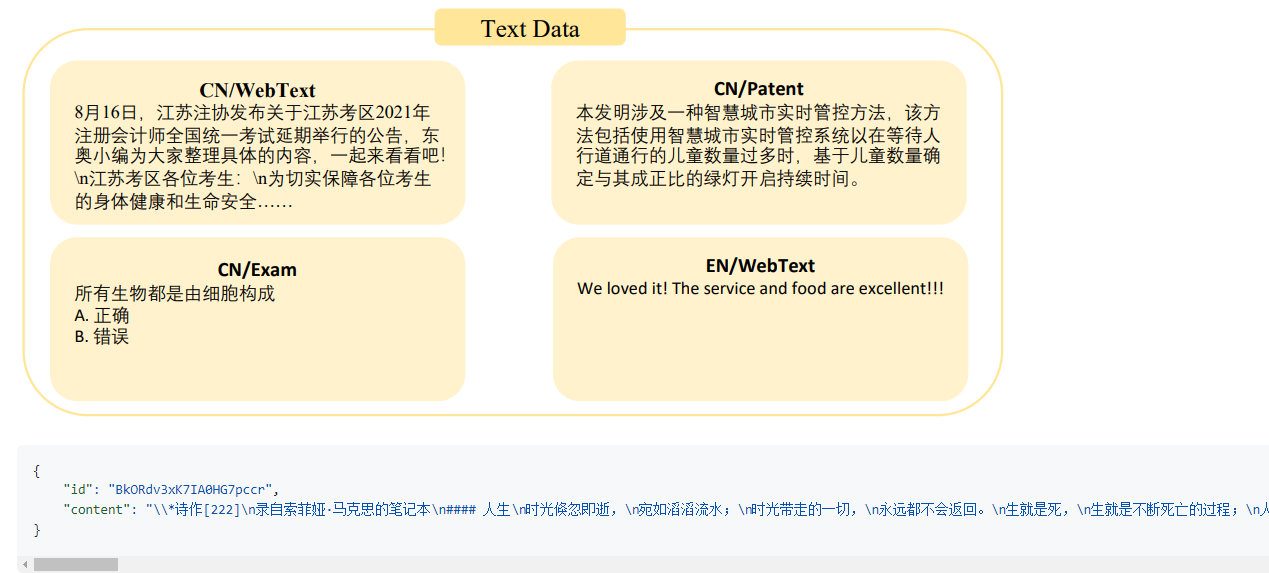 Text Data
CN/WebText
8月16日，江苏注协发布关于江苏考区2021年
注册会计师全国统一考试延期举行的公告，东
奥小编为大家整理具体的内容，一起来看看吧！
\n江苏考区各位考生：\n为切实保障各位考生
的身体健康和生命安全……
CN/Patent
本发明涉及一种智慧城市实时管控方法，该方
法包括使用智慧城市实时管控系统以在等待人
行道通行的儿童数量过多时，基于儿童数量确
定与其成正比的绿灯开启持续时间。
CN/Exam
所有生物都是由细胞构成
A. 正确
B. 错误
EN/WebText
We loved it! The service and food are excellent!!!
{
"id": "BkORdv3xK7IA0HG7pccr",
"content": "\\*诗作[222]\n录自索菲娅·马克思的笔记本\n#### 人生\n时光倏忽即逝，\n宛如滔滔流水；\n时光带走的一切，\n永远都不会返回。\n生就是死，\n生就是不断死亡的过程；\n人
}